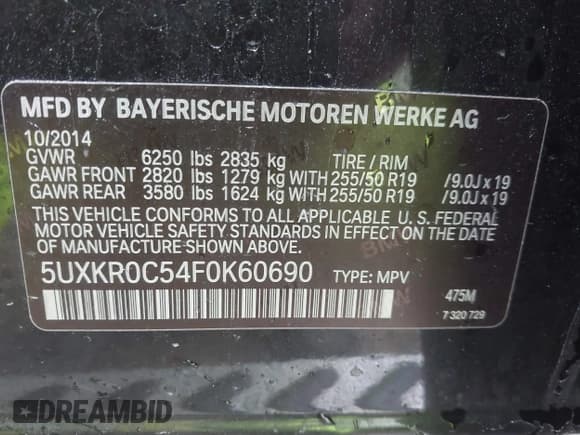 MFD BY BAYERISCHE MOTOREN WERKE AG
10/2014
GVWR 6250 lbs 2835 kg TIRE / RIM
GAWR FRONT 2820 lbs 1279 kg WITH 255/50 R19 /9.0J x 19
GAWR REAR 3580 lbs 1624 kg WITH 255/50 R19 /9.0J x 19
THIS VEHICLE CONFORMS TO ALL APPLICABLE U. S. FEDERAL
MOTOR VEHICLE SAFETY STANDARDS IN EFFECT ON THE DATE
OF MANUFACTURE SHOWN ABOVE.
5UXKR0C54F0K60690 TYPE: MPV
475M
7 320 729
DREAMBID